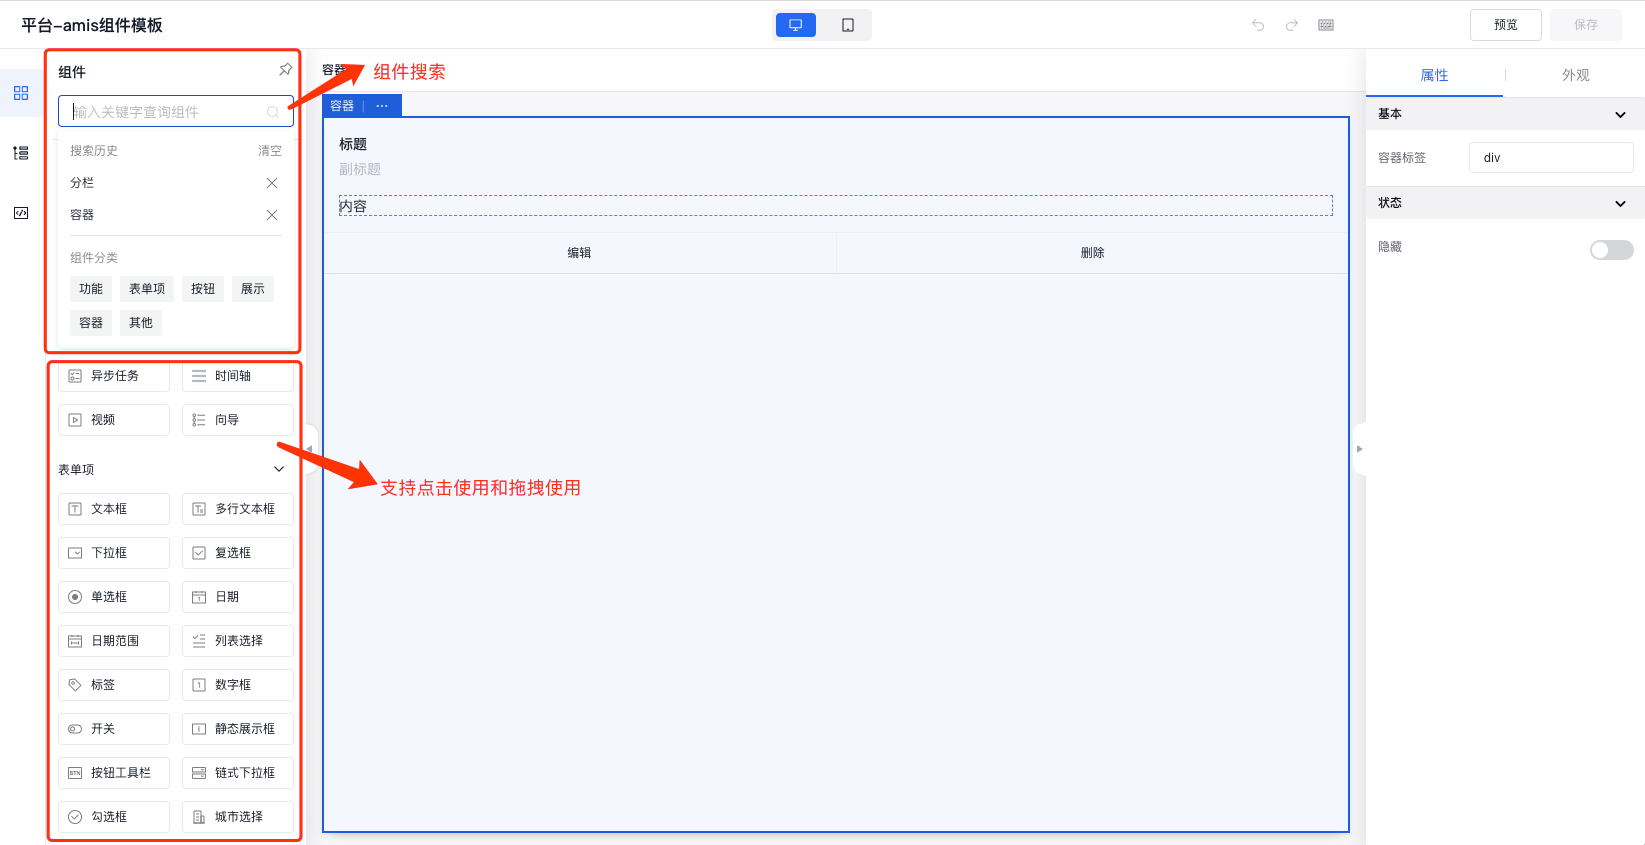 平台-amis组件模板
预览
保存
组件
输入关键字查询组件
搜索历史
清空
分栏
容器
组件分类
功能
表单项
按钮
展示
容器
其他
异步任务
时间轴
视频
向导
表单项
文本框
多行文本框
下拉框
复选框
单选框
日期
日期范围
列表选择
标签
数字框
开关
静态展示框
按钮工具栏
链式下拉框
勾选框
城市选择
容器
组件搜索
容器
标题
副标题
内容
编辑
删除
支持点击使用和拖拽使用
属性
外观
基本
容器标签
div
状态
隐藏